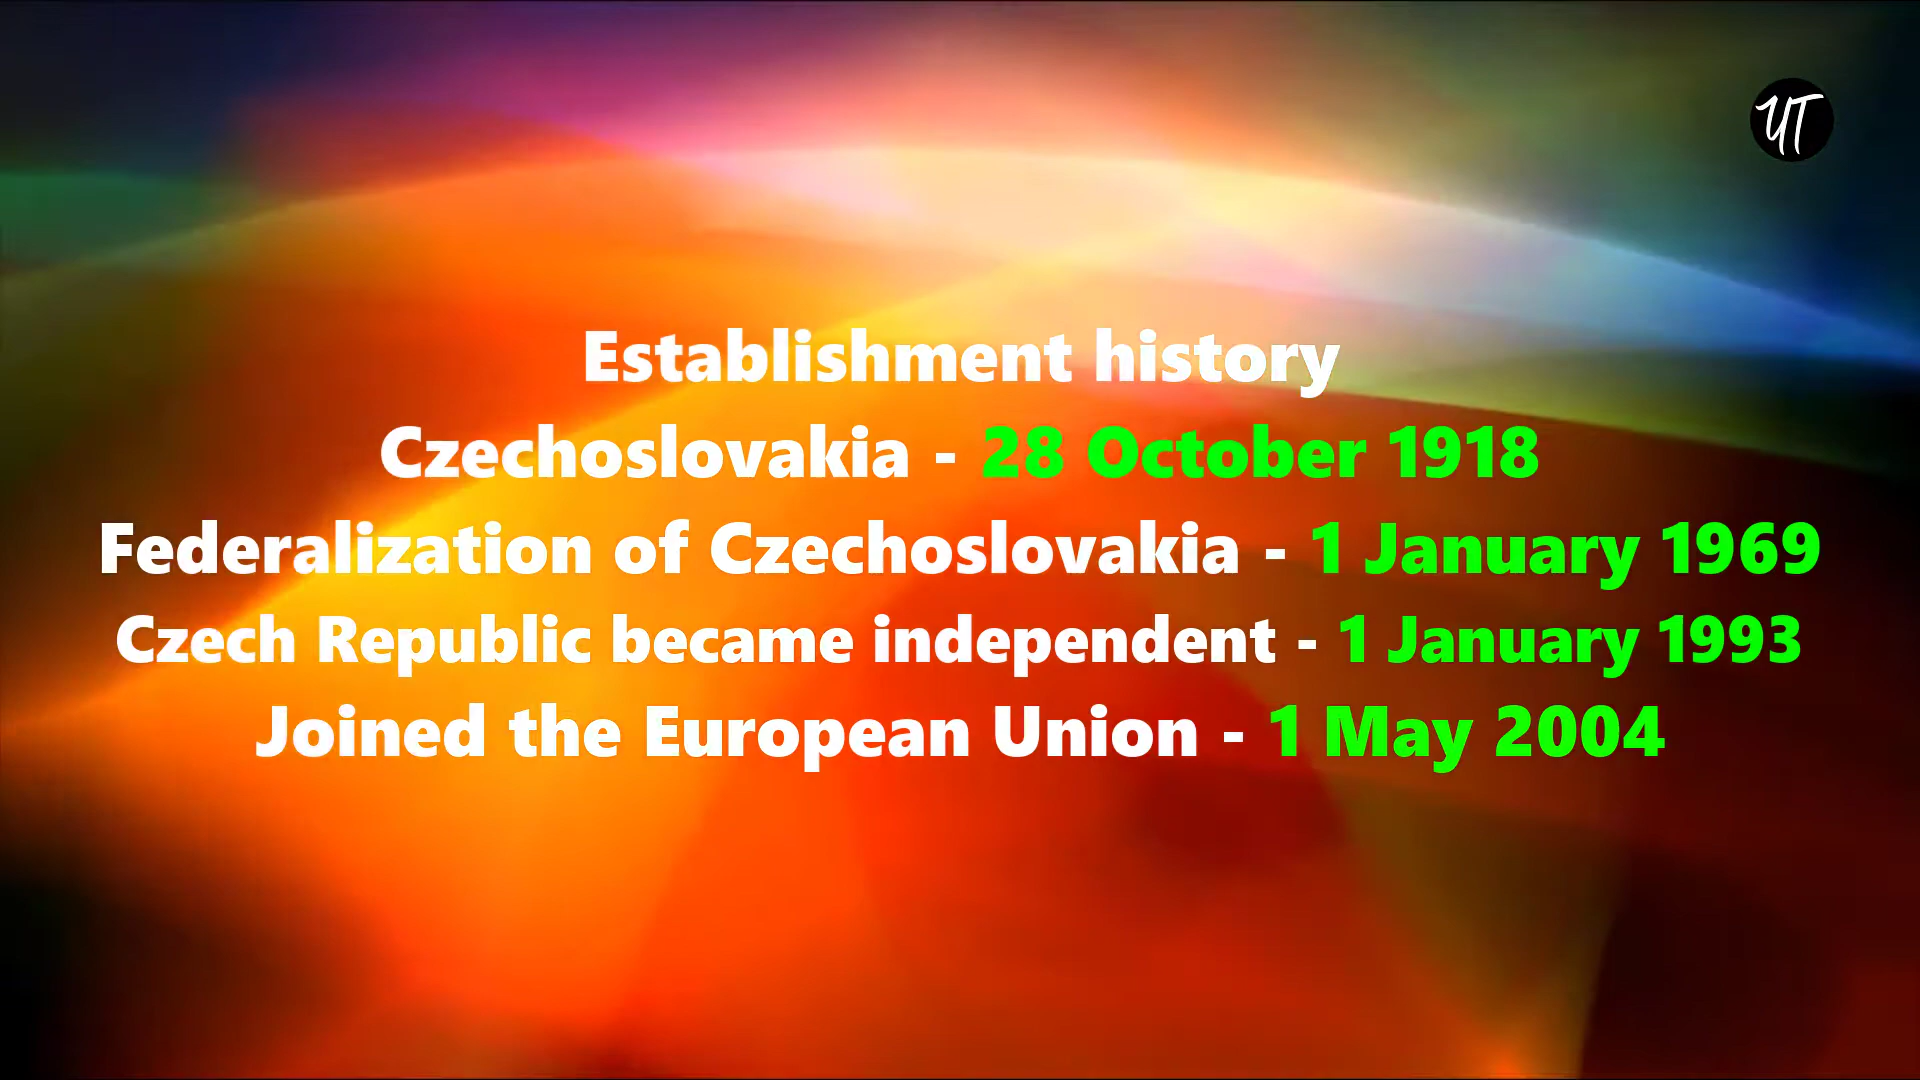 UT
Establishment history
Czechoslovakia - 28 October 1918
Federalization of Czechoslovakia - 1 January 1969
Czech Republic became independent - 1 January 1993
Joined the European Union - 1 May 2004